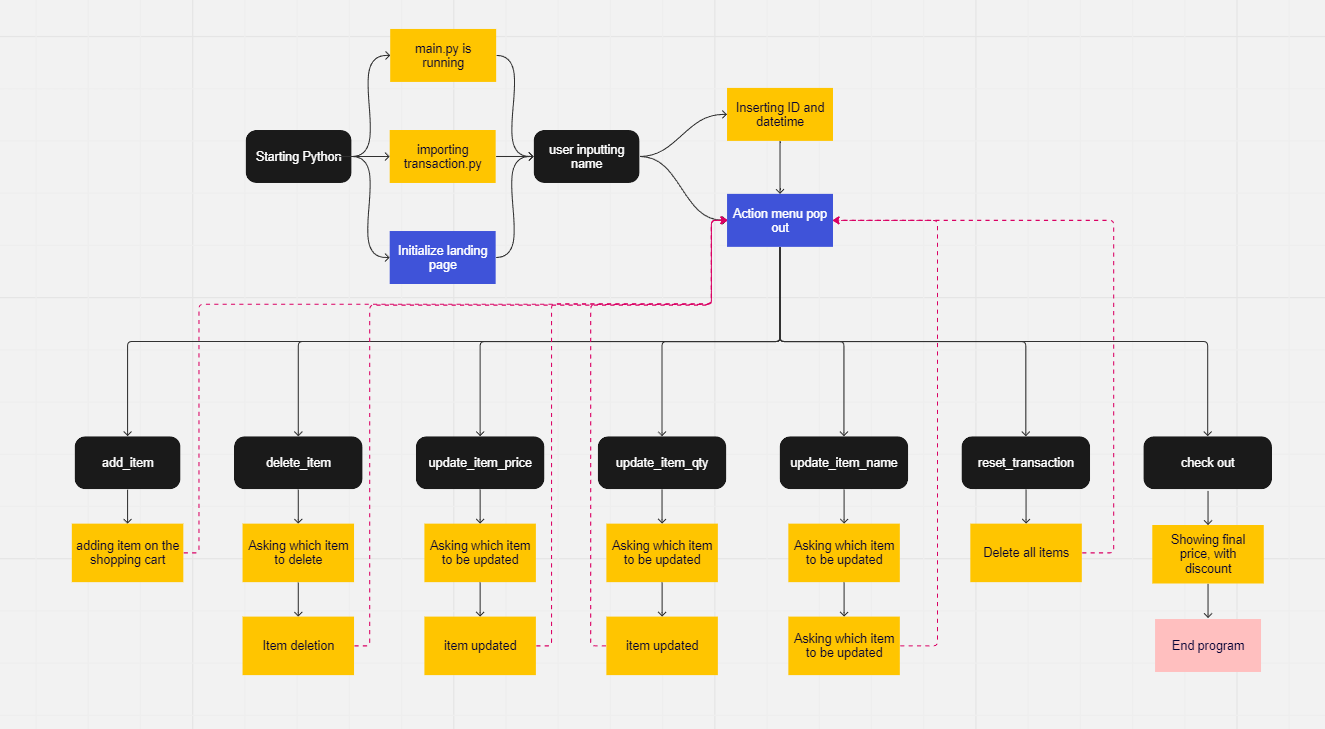 main.py is
running
Inserting ID and
datetime
Starting Python
importing
transaction.py
user inputting
name
Action menu pop
out
Initialize landing
page
add_item
delete_item
update_item_price
update_item_qty
update_item_name
reset_transaction
check out
adding item on the
shopping cart
Asking which item
to delete
Asking which item
to be updated
Asking which item
to be updated
Asking which item
to be updated
Delete all items
Showing final
price, with
discount
Item deletion
item updated
item updated
Asking which item
to be updated
End program